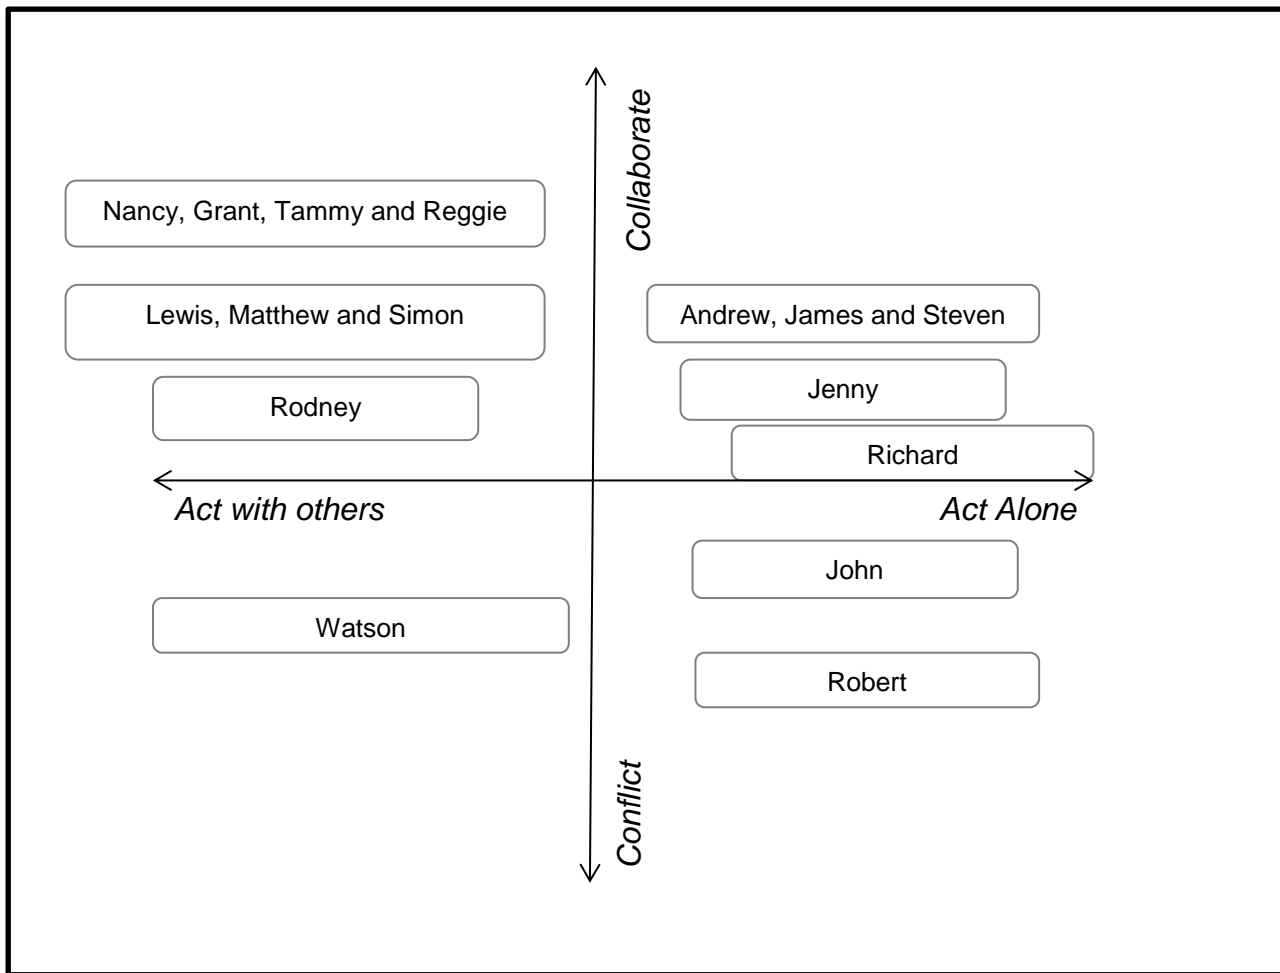 Collaborate
Nancy, Grant, Tammy and Reggie
Lewis, Matthew and Simon
Andrew, James and Steven
Jenny
Rodney
Richard
Act with others
Act Alone
John
Watson
Robert
Conflict